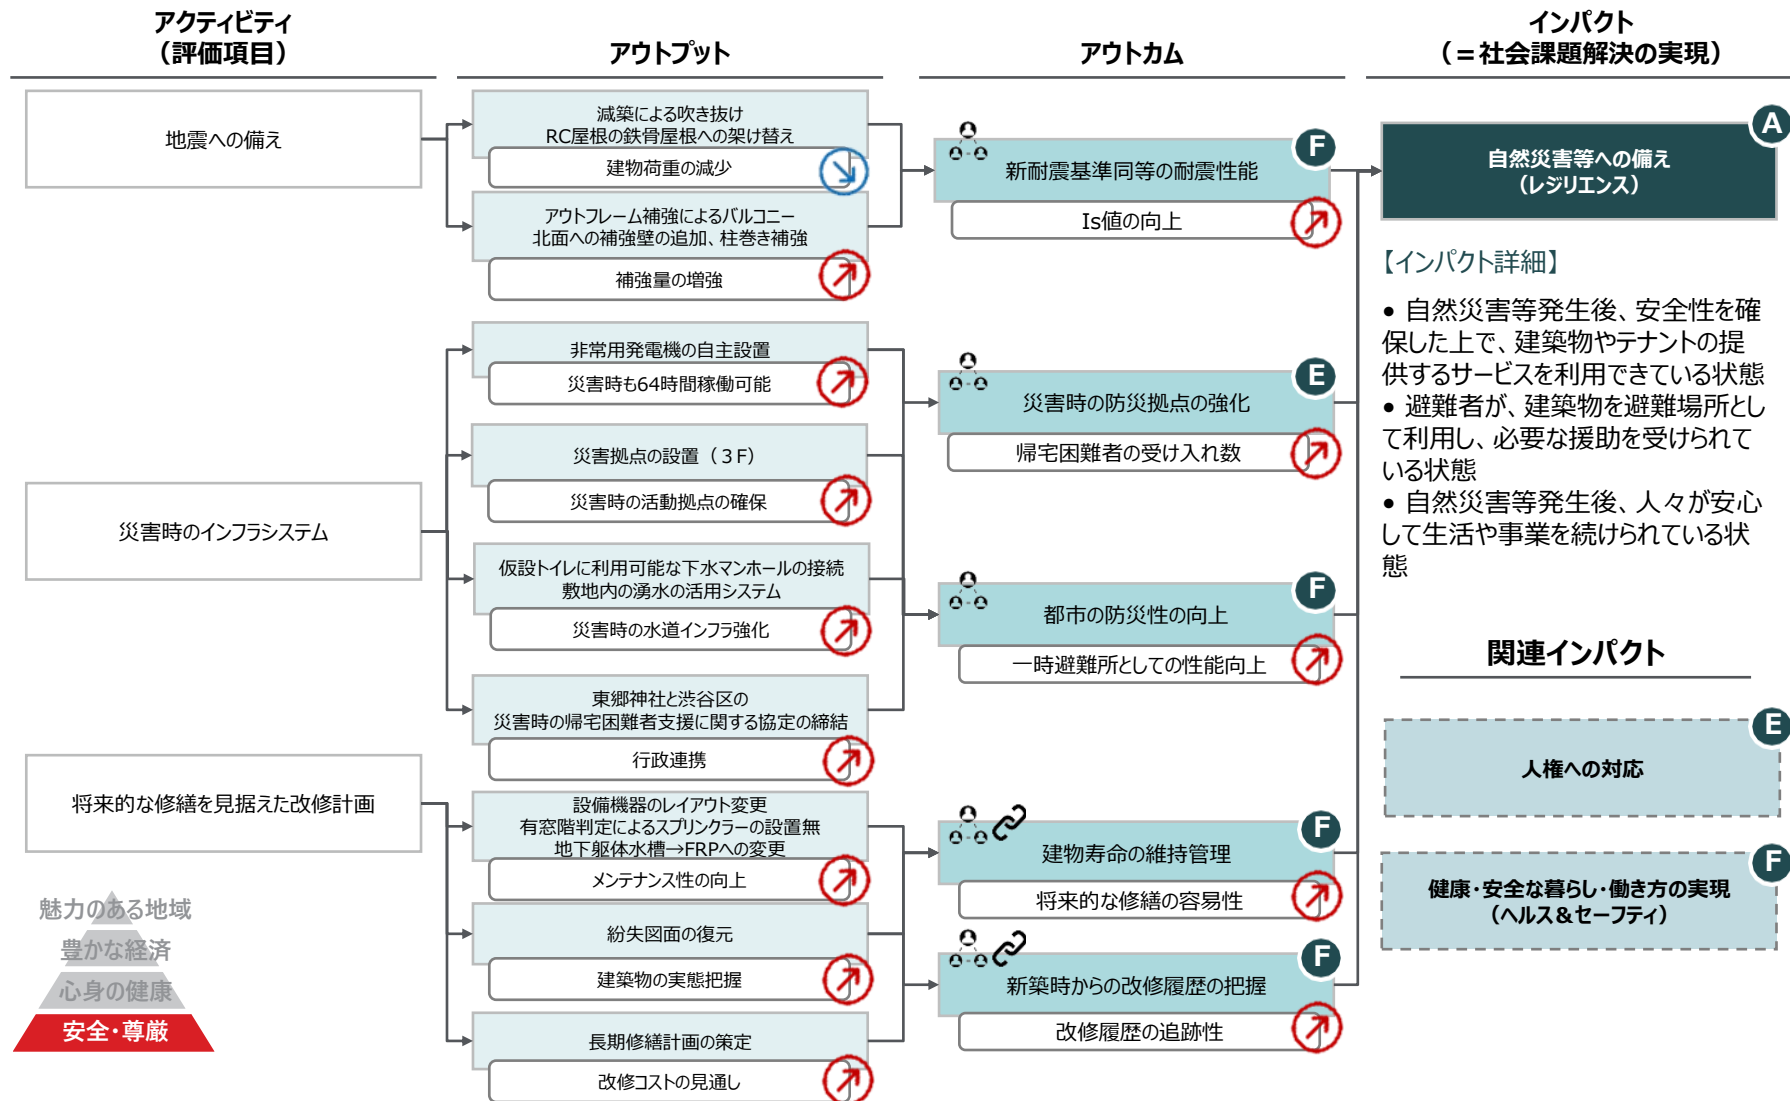 アクティビティ
（評価項目）
アウトプット
アウトカム
インパクト
（＝社会課題解決の実現）
地震への備え
減築による吹き抜け
RC屋根の鉄骨屋根への架け替え
建物荷重の減少
アウトフレーム補強によるバルコニー
北面への補強壁の追加、柱巻き補強
補強量の増強
F
新耐震基準同等の耐震性能
Is値の向上
A
自然災害等への備え
（レジリエンス）
【インパクト詳細】
• 自然災害等発生後、安全性を確
保した上で、建築物やテナントの提
供するサービスを利用できている状態
• 避難者が、建築物を避難場所とし
て利用し、必要な援助を受けられて
いる状態
• 自然災害等発生後、人々が安心
して生活や事業を続けられている状
態
災害時のインフラシステム
非常用発電機の自主設置
災害時も64時間稼働可能
災害拠点の設置（３F）
災害時の活動拠点の確保
仮設トイレに利用可能な下水マンホールの接続
敷地内の湧水の活用システム
災害時の水道インフラ強化
東郷神社と渋谷区の
災害時の帰宅困難者支援に関する協定の締結
行政連携
E
災害時の防災拠点の強化
帰宅困難者の受け入れ数
F
都市の防災性の向上
一時避難所としての性能向上
関連インパクト
E
人権への対応
F
健康・安全な暮らし・働き方の実現
（ヘルス＆セーフティ）
将来的な修繕を見据えた改修計画
設備機器のレイアウト変更
有窓階判定によるスプリンクラーの設置無
地下躯体水槽→FRPへの変更
メンテナンス性の向上
紛失図面の復元
建築物の実態把握
長期修繕計画の策定
改修コストの見通し
F
建物寿命の維持管理
将来的な修繕の容易性
F
新築時からの改修履歴の把握
改修履歴の追跡性
魅力のある地域
豊かな経済
心身の健康
安全・尊厳